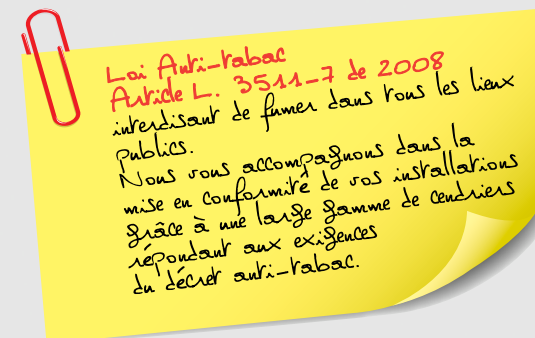 Loi Anti-tabac
Article L. 3511-7 de 2008
interdisant de fumer dans tous les lieux
publics.
Nous vous accompagnons dans la
mise en conformité de vos installations
grâce à une large gamme de cendriers
répondant aux exigences
du décret anti-tabac.